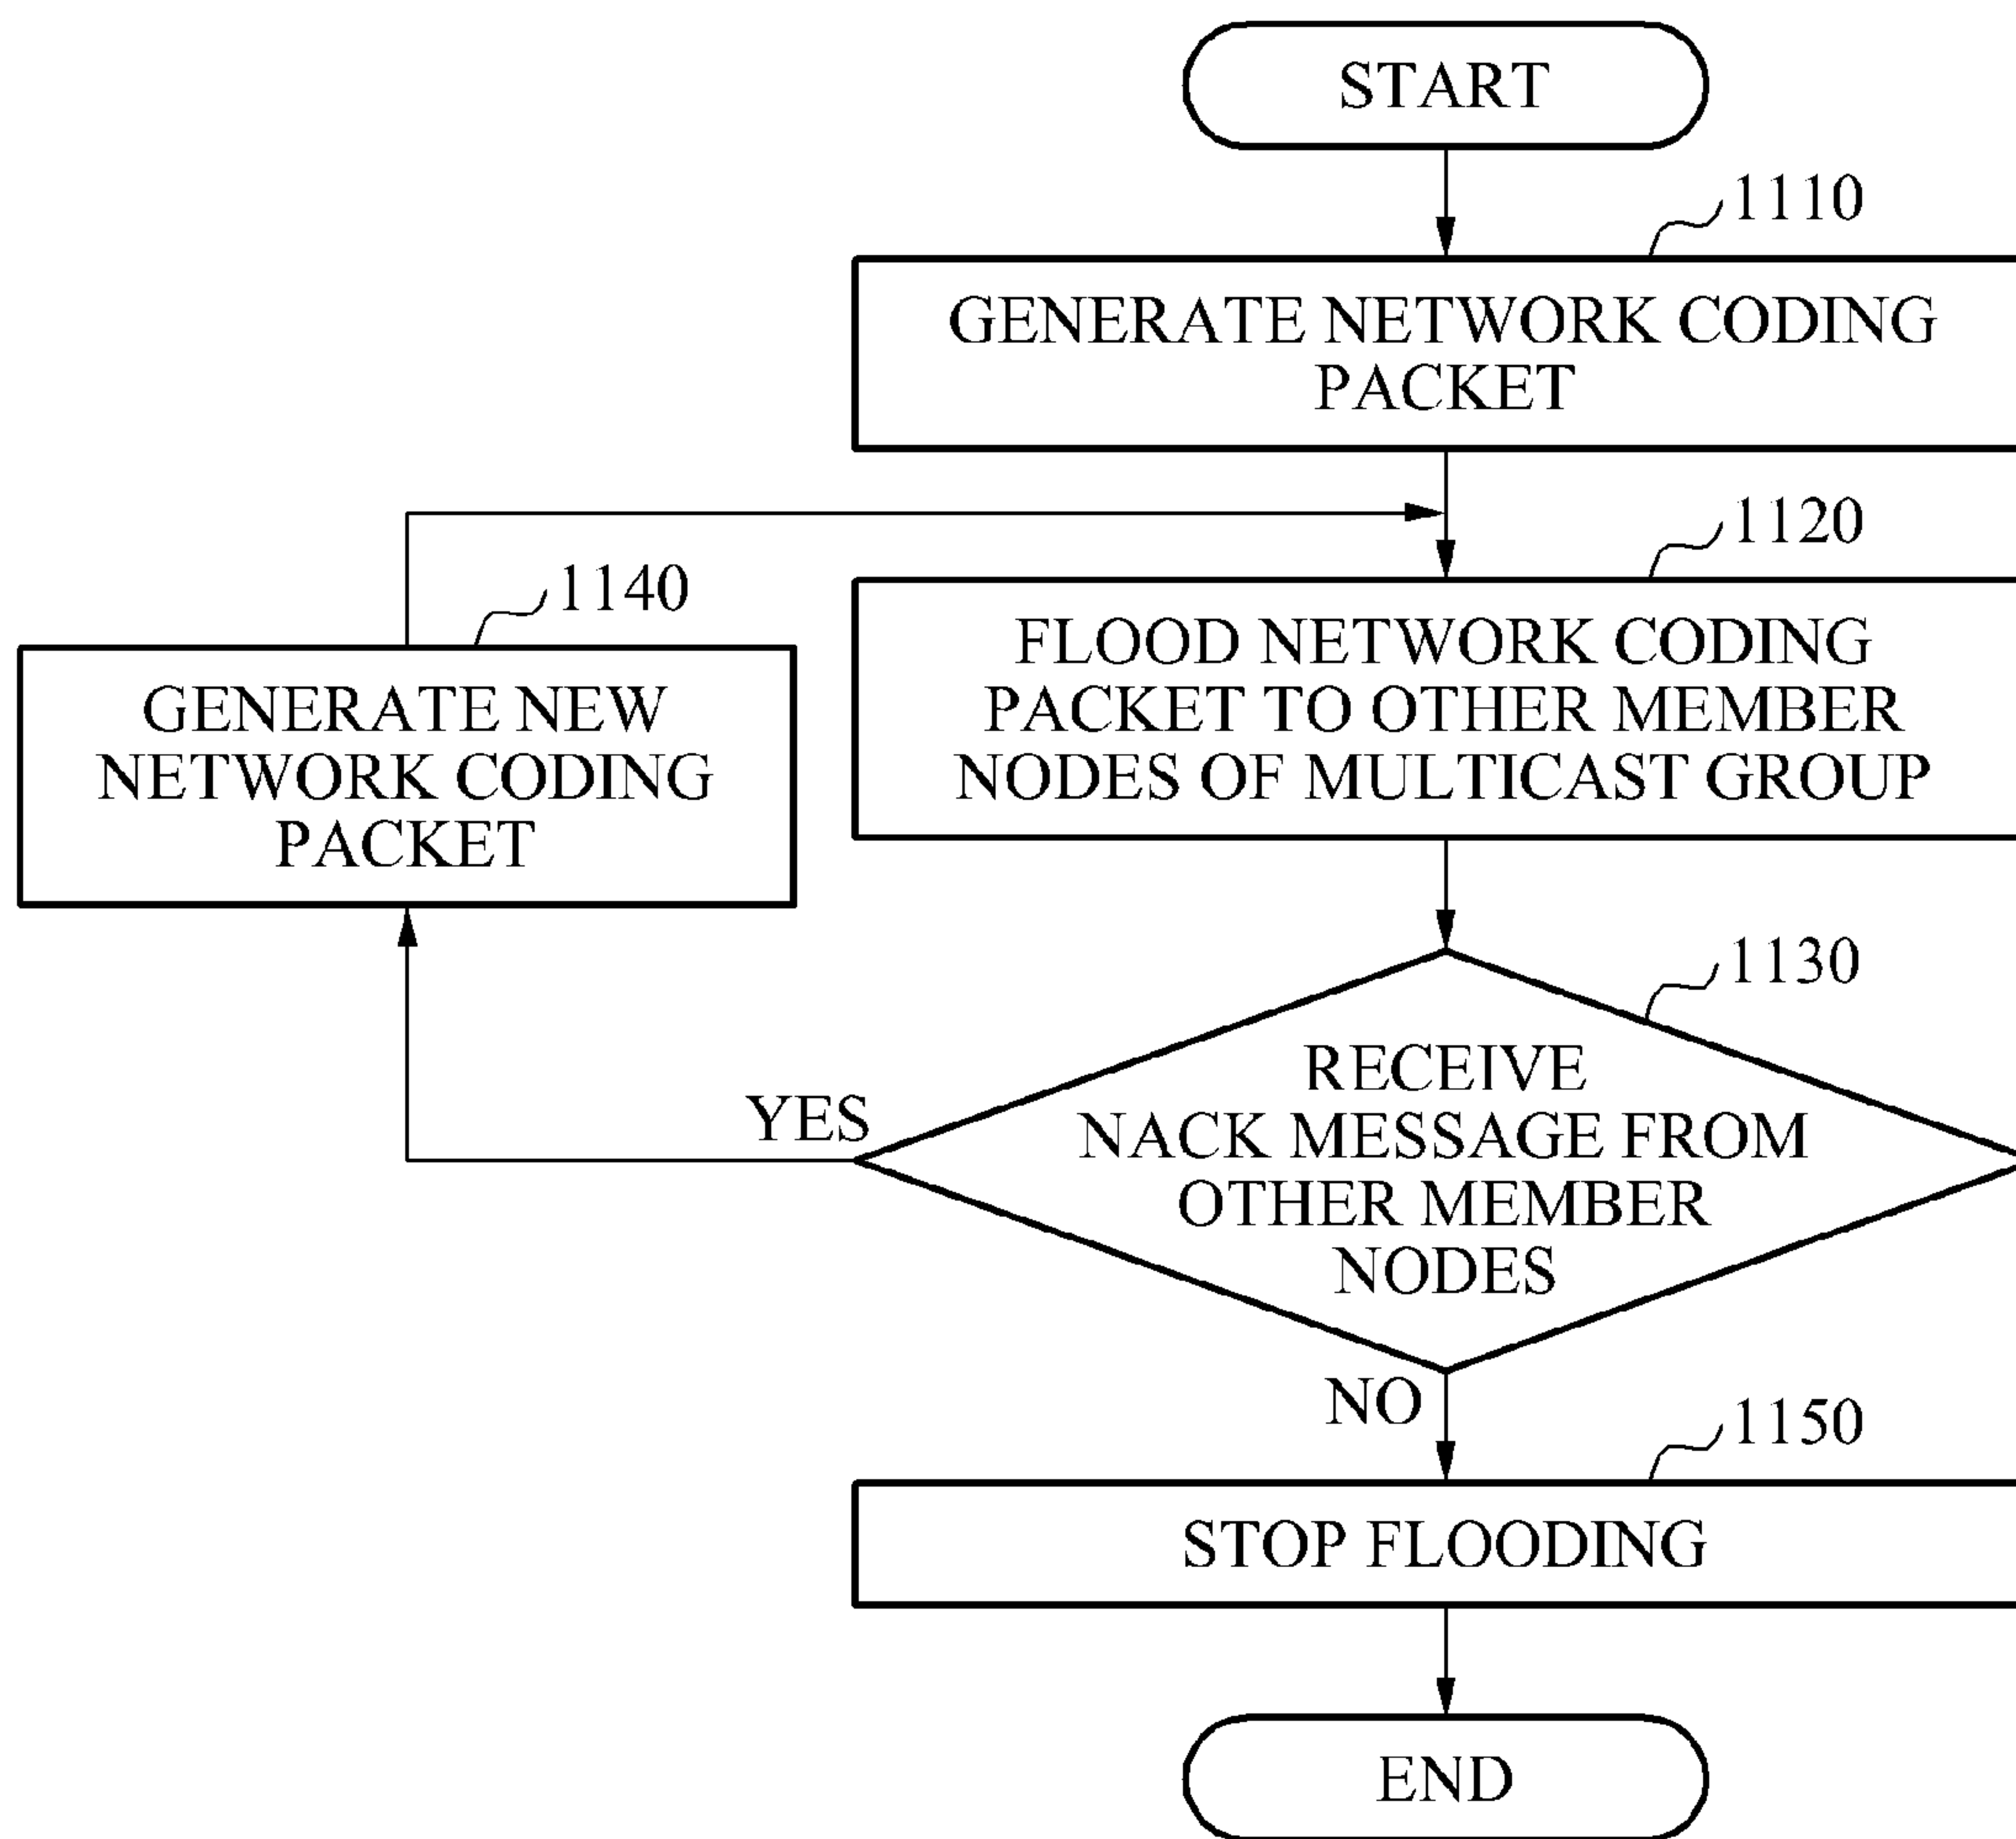 START
1110
GENERATE NETWORK CODING
PACKET
1120
FLOOD NETWORK CODING
PACKET TO OTHER MEMBER
NODES OF MULTICAST GROUP
1140
GENERATE NEW
NETWORK CODING
PACKET
1130
RECEIVE
NACK MESSAGE FROM
OTHER MEMBER
NODES
YES
NO
1150
STOP FLOODING
END